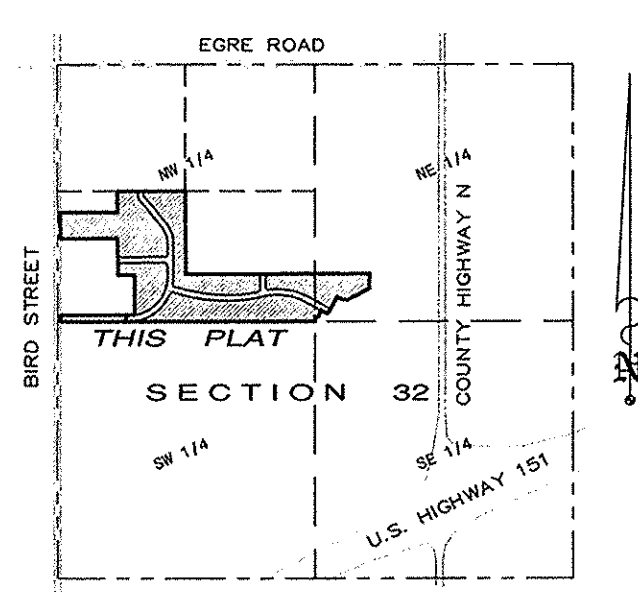 EGRE ROAD
NW 1/4
NE 1/4
BIRD STREET
COUNTY HIGHWAY N
N
THIS PLAT
SECTION 32
SW 1/4
SE 1/4
U.S. HIGHWAY 151